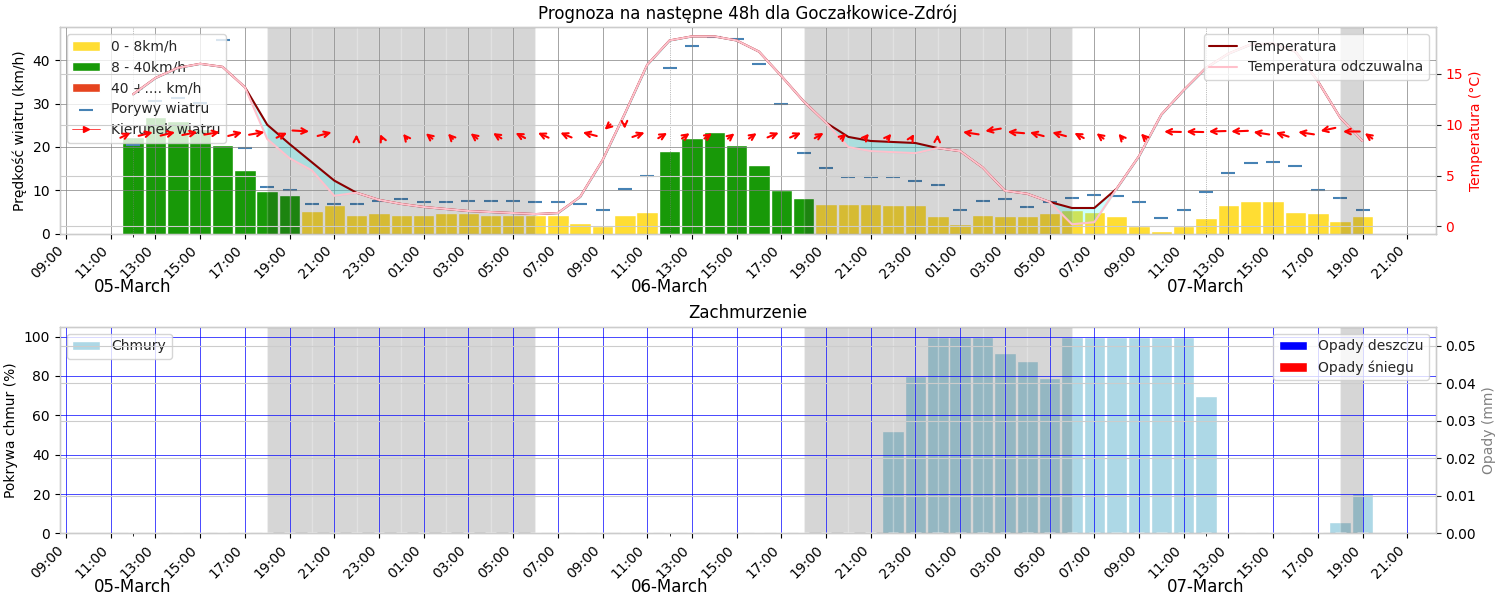 Prognoza na następne 48h dla Goczałkowice-Zdrój
0 - 8km/h
8 - 40km/h
40 - .... km/h
Porywy wiatru
Kierunek wiatru
Temperatura
Temperatura odczuwalna
Prędkość wiatru (km/h)
40
30
20
10
0
15
10
5
0
Temperatura (°C)
09:00 11:00 13:00 15:00 17:00 19:00 21:00 23:00 01:00 03:00 05:00 07:00 09:00 11:00 13:00 15:00 17:00 19:00 21:00 23:00 01:00 03:00 05:00 07:00 09:00 11:00 13:00 15:00 17:00 19:00 21:00
05-March 06-March 07-March
Zachmurzenie
Chmury
Opady deszczu
Opady śniegu
Pokrywa chmur (%)
100
80
60
40
20
0
0.05
0.04
0.03
0.02
0.01
0.00
Opady (mm)
09:00 11:00 13:00 15:00 17:00 19:00 21:00 23:00 01:00 03:00 05:00 07:00 09:00 11:00 13:00 15:00 17:00 19:00 21:00 23:00 01:00 03:00 05:00 07:00 09:00 11:00 13:00 15:00 17:00 19:00 21:00
05-March 06-March 07-March